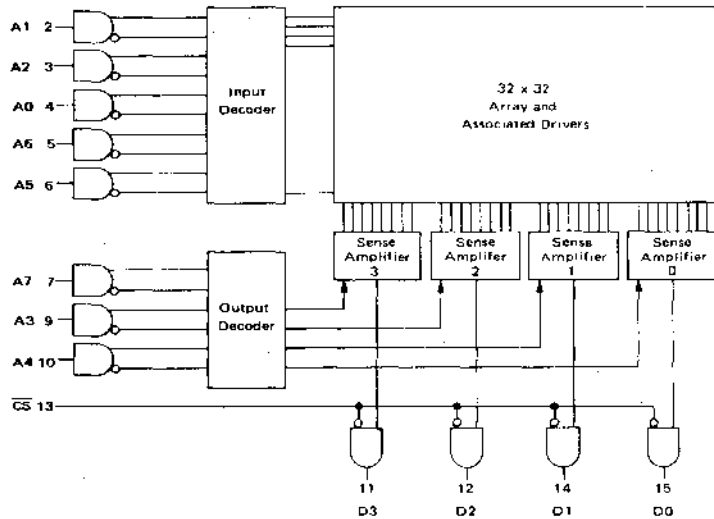 A1 2
A2 3
A0 4
A6 5
A5 6
Input
Decoder
32 x 32
Array and
Associated Drivers
Sense
Amplifier
3
Sense
Amplifer
2
Sense
Amplifier
1
Sense
Amplifier
0
A7 7
A3 9
A4 10
Output
Decoder
CS 13
11
12
14
15
D3
D2
D1
D0